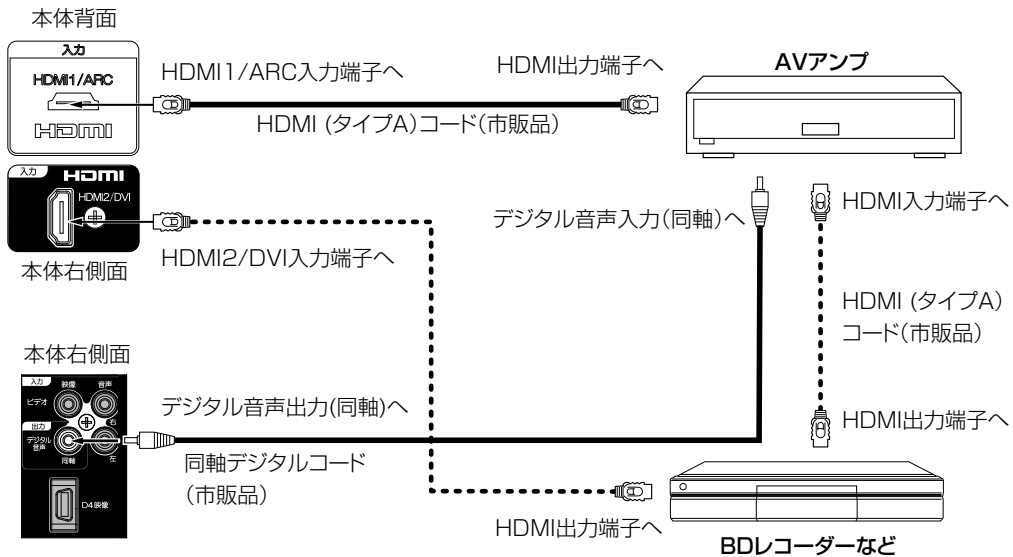 本体背面
入力
HDMI1/ARC
HDMI
HDMI1/ARC入力端子へ
HDMI出力端子へ
AVアンプ
HDMI (タイプA)コード(市販品)
入力
HDMI
HDMI2/DVI
本体右側面
HDMI2/DVI入力端子へ
デジタル音声入力(同軸)へ
HDMI入力端子へ
HDMI (タイプA)
コード(市販品)
本体右側面
入力
映像
音声
ビデオ
右
出力
デジタル
音声
同軸
左
D4映像
デジタル音声出力(同軸)へ
同軸デジタルコード
(市販品)
HDMI出力端子へ
HDMI出力端子へ
BDレコーダーなど